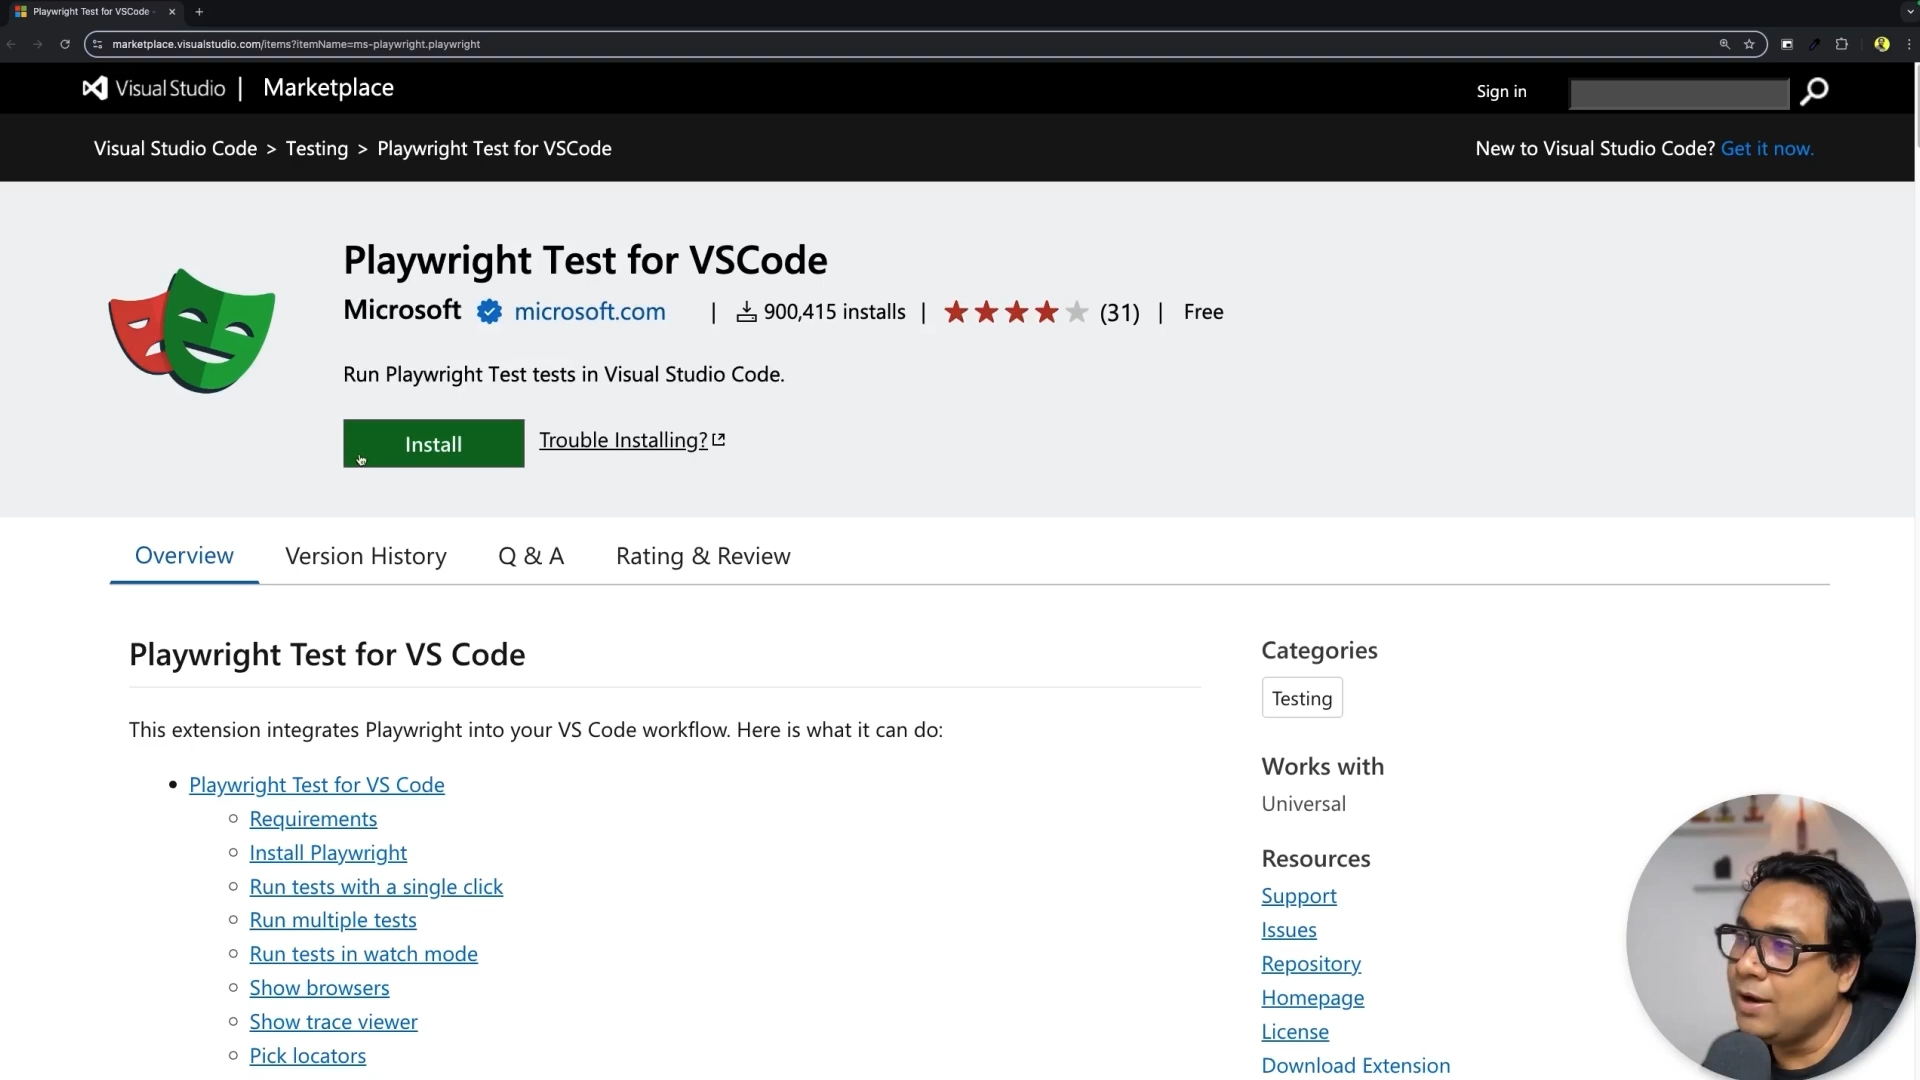 Playwright Test for VSCode
marketplace.visualstudio.com/items?itemName=ms-playwright.playwright
Visual Studio | Marketplace
Sign in
Visual Studio Code > Testing > Playwright Test for VSCode
New to Visual Studio Code? Get it now.
Playwright Test for VSCode
Microsoft microsoft.com | 900,415 installs | (31) | Free
Run Playwright Test tests in Visual Studio Code.
Install
Trouble Installing?
Overview
Version History
Q & A
Rating & Review
Playwright Test for VS Code
This extension integrates Playwright into your VS Code workflow. Here is what it can do:
Playwright Test for VS Code
Requirements
Install Playwright
Run tests with a single click
Run multiple tests
Run tests in watch mode
Show browsers
Show trace viewer
Pick locators
Categories
Testing
Works with
Universal
Resources
Support
Issues
Repository
Homepage
License
Download Extension